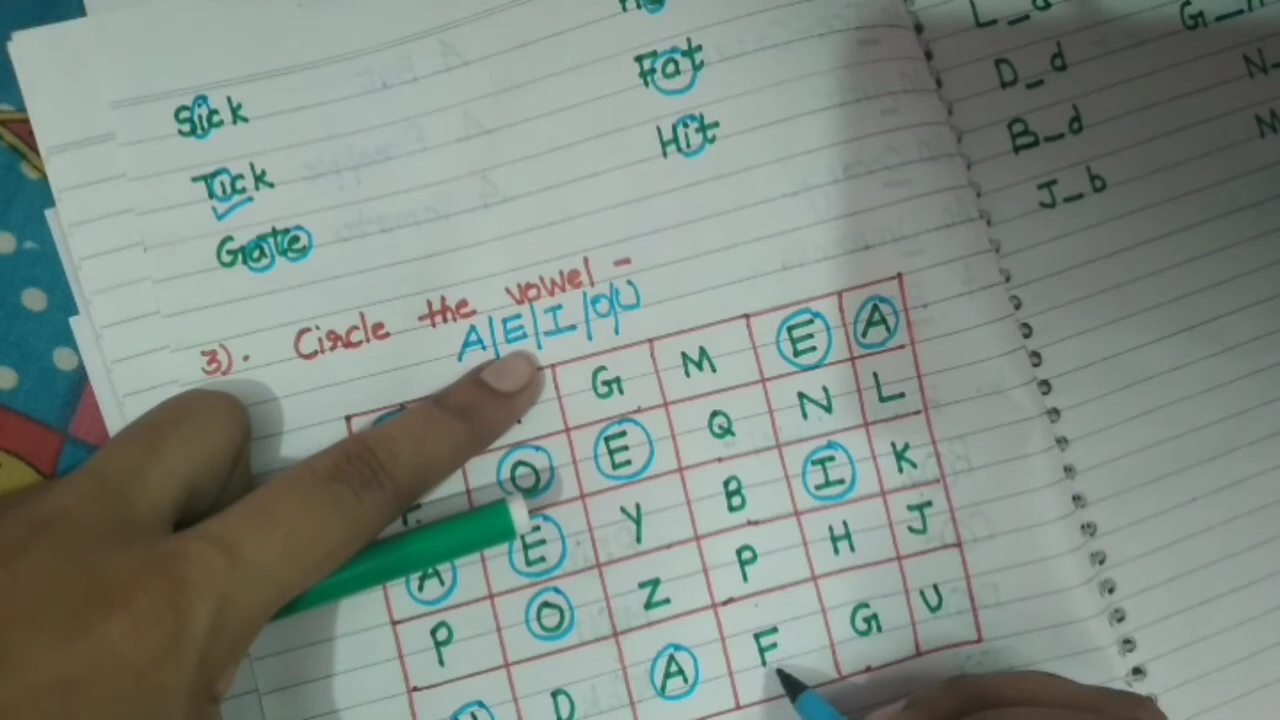 Sick
Tick
Gate
Fat
Hit
D_d
B_d
J_b
3). Circle the vowel -
A/E/I/O/U
G M E A
O E Q N L
E Y B I K
A O Z P H J
P D A F G U